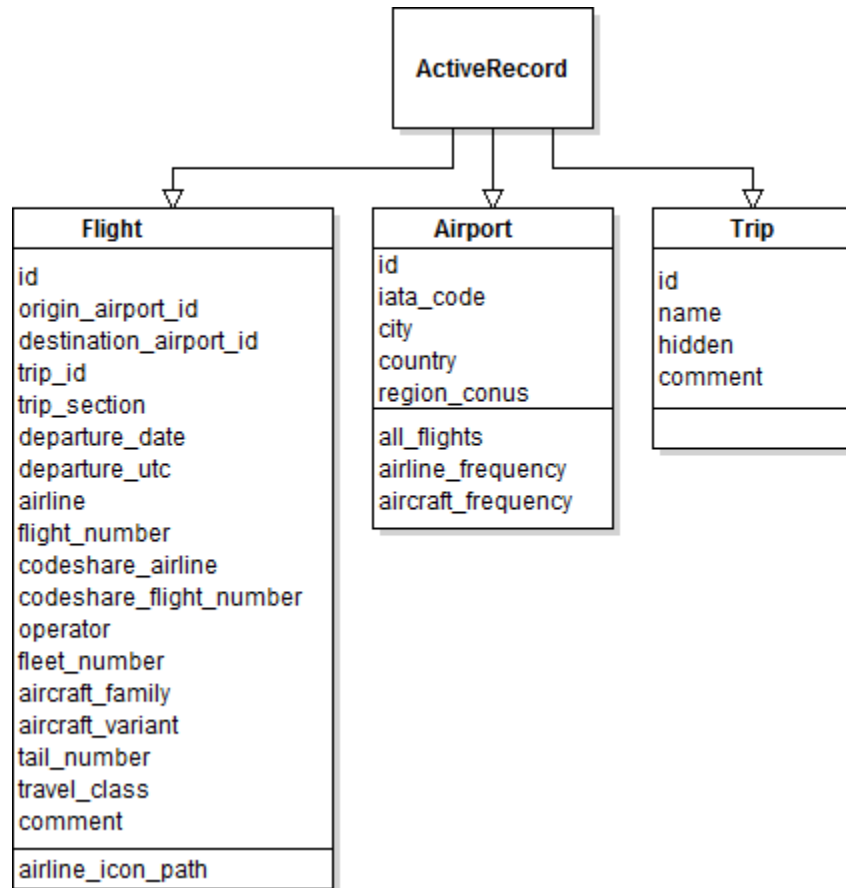 ActiveRecord
Flight
id
origin_airport_id
destination_airport_id
trip_id
trip_section
departure_date
departure_utc
airline
flight_number
codeshare_airline
codeshare_flight_number
operator
fleet_number
aircraft_family
aircraft_variant
tail_number
travel_class
comment
airline_icon_path
Airport
id
iata_code
city
country
region_conus
all_flights
airline_frequency
aircraft_frequency
Trip
id
name
hidden
comment